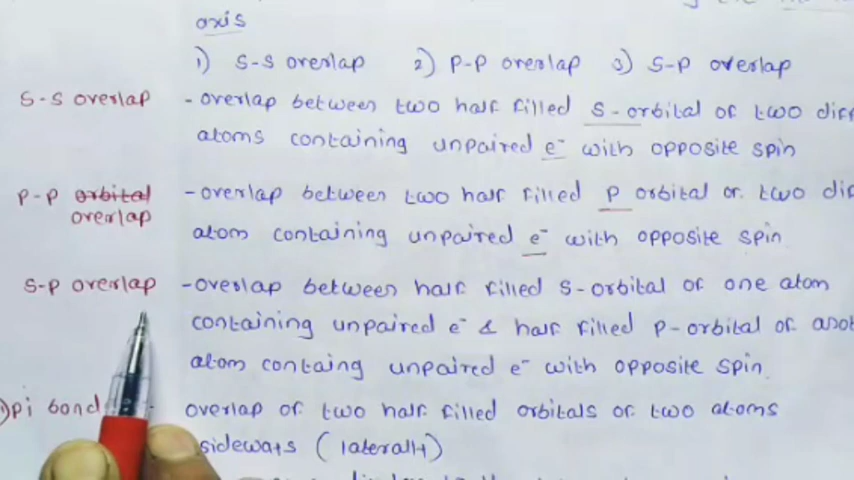 axis
1) S-S overlap 2) P-P overlap 3) S-P overlap
S-S overlap - overlap between two half filled S-orbital of two
atoms containing unpaired e⁻ with opposite spin
P-P orbital - overlap between two half filled P orbital of two
overlap
atom containing unpaired e⁻ with opposite spin
S-P overlap - overlap between half filled S-orbital of one atom
containing unpaired e⁻ & half filled P-orbital of
atom containg unpaired e⁻ with opposite spin
pi bond overlap of two half filled orbitals of two atoms
sideways (laterally)